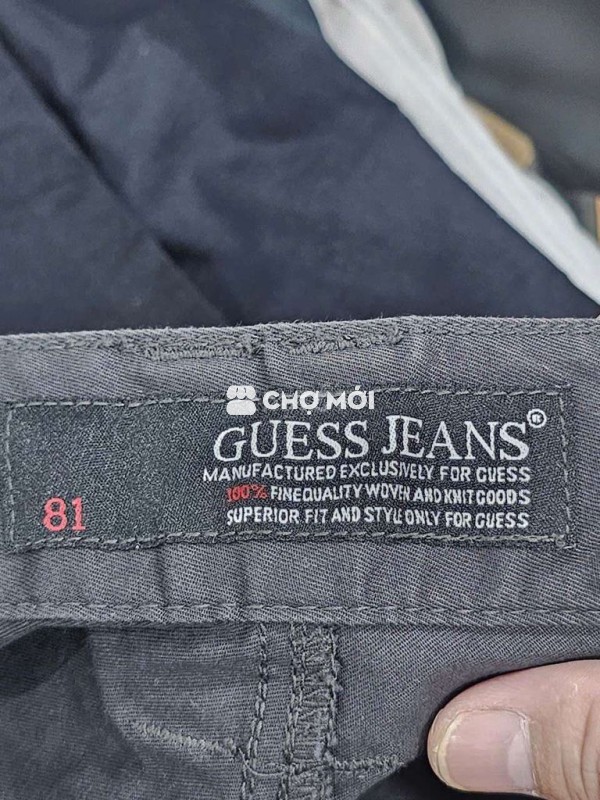 CHỢ MỚI
GUESS JEANS®
MANUFACTURED EXCLUSIVELY FOR GUESS
100% FINEQUALITY WOVEN AND KNIT GOODS
81
SUPERIOR FIT AND STYLE ONLY FOR GUESS